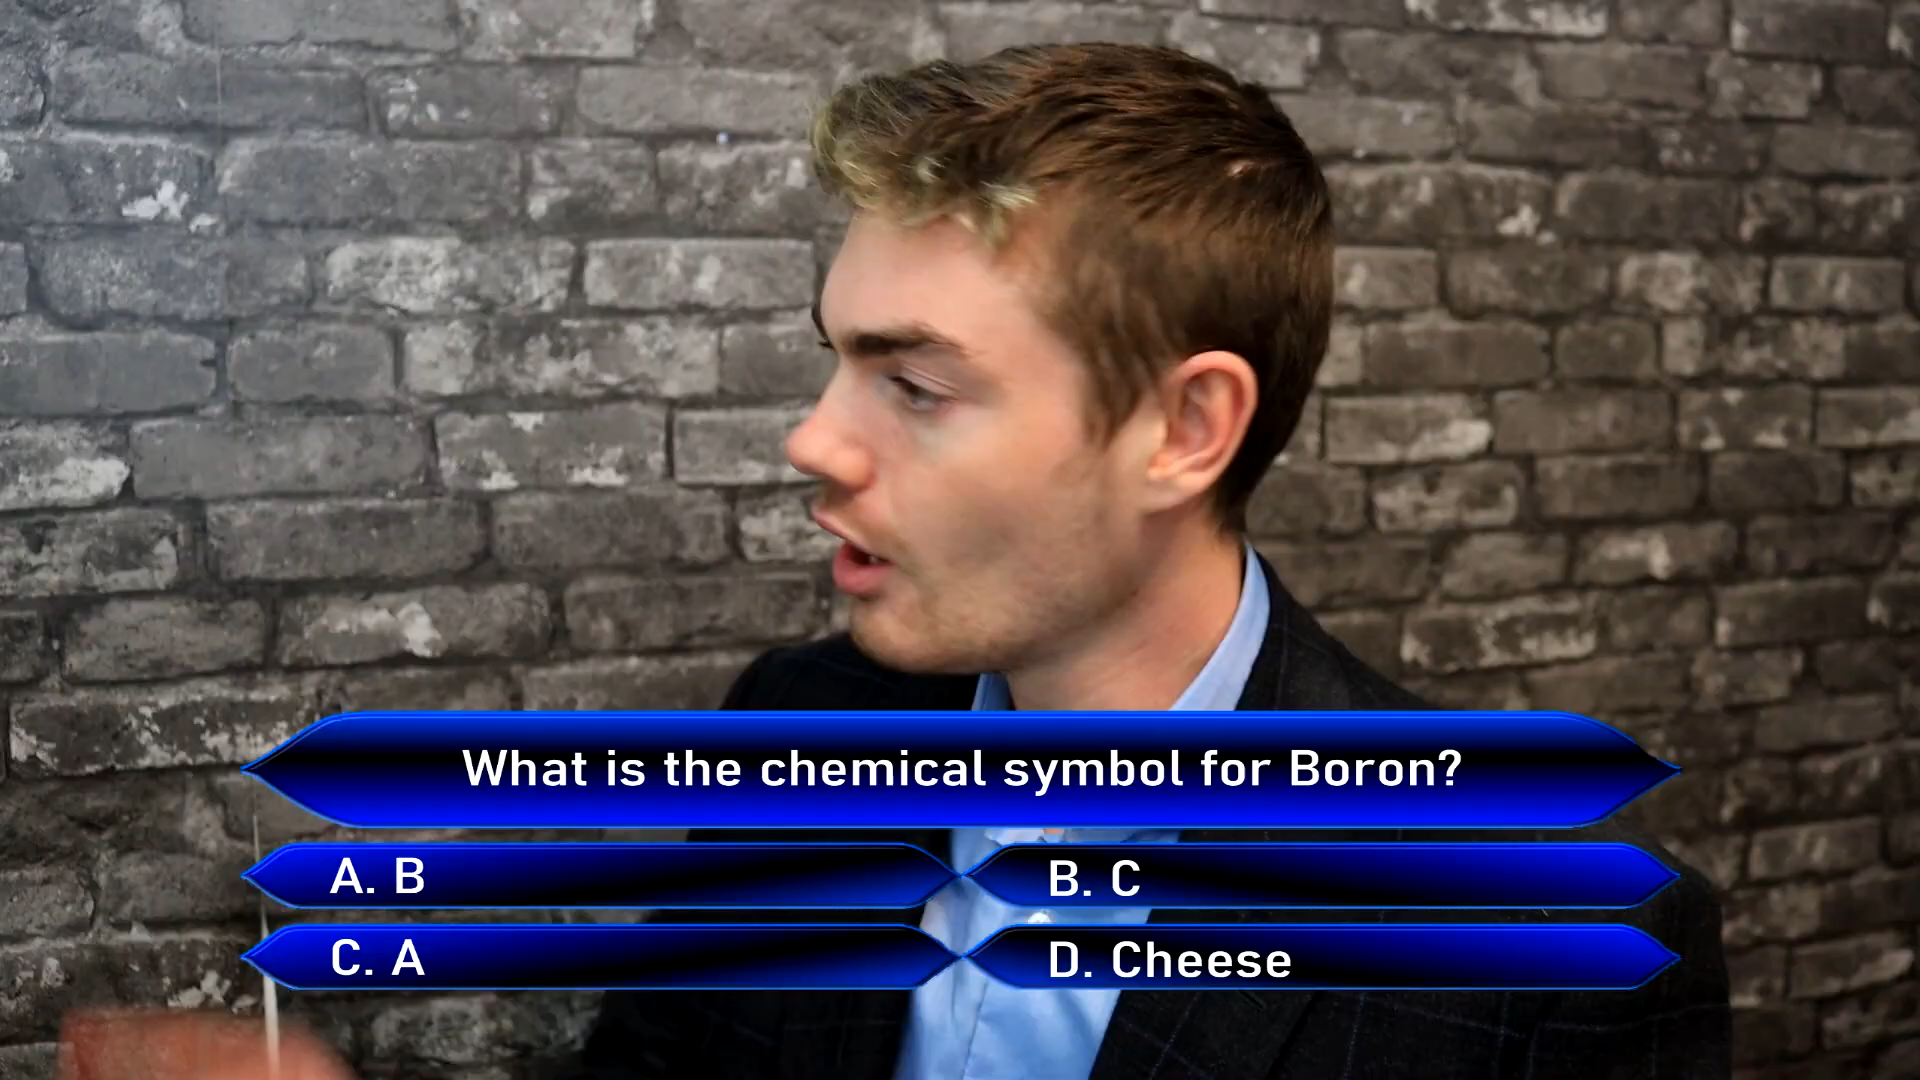 What is the chemical symbol for Boron?
A. B
B. C
C. A
D. Cheese